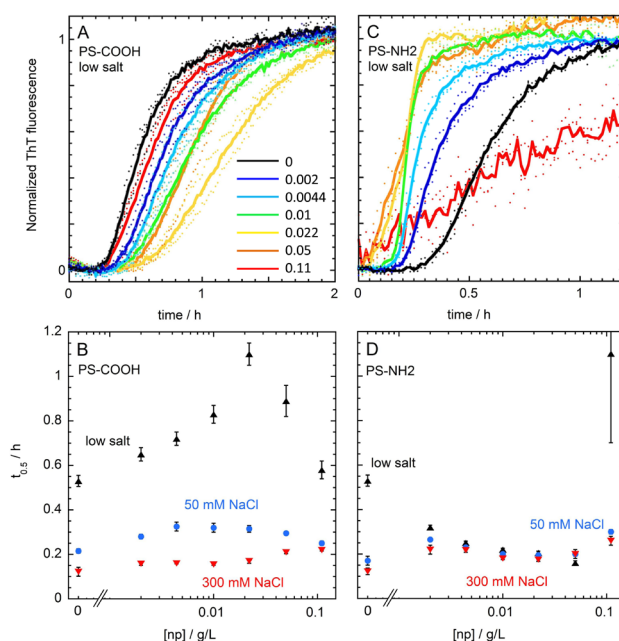 A
PS-COOH
low salt
Normalized ThT fluorescence
1
0
0
0.002
0.0044
0.01
0.022
0.05
0.11
0
1
2
time / h
C
PS-NH2
low salt
1
0
0
0.5
1
time / h
B
PS-COOH
low salt
50 mM NaCl
300 mM NaCl
t0.5 / h
1.2
1
0.8
0.6
0.4
0.2
0
0
0.01
0.1
[np] / g/L
D
PS-NH2
low salt
50 mM NaCl
300 mM NaCl
0
0.01
0.1
[np] / g/L